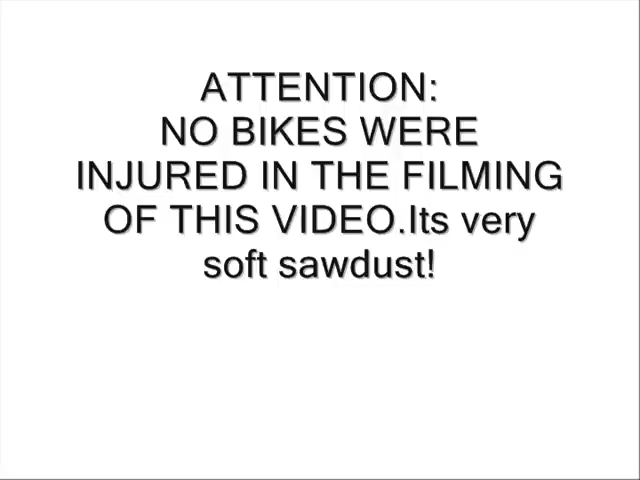 ATTENTION:
NO BIKES WERE
INJURED IN THE FILMING
OF THIS VIDEO.Its very
soft sawdust!